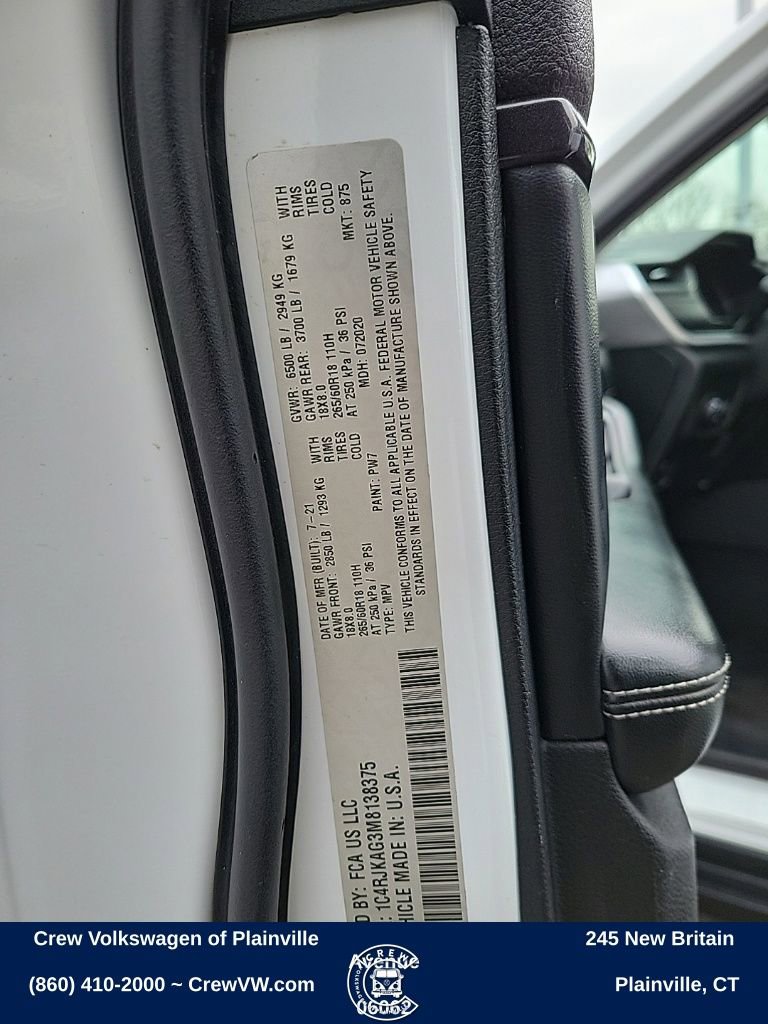 DATE OF MFR (BUILT): 7-21 GVWR: 6500 LB / 2949 KG
GAWR FRONT: 2850 LB / 1293 KG WITH GAWR REAR: 3700 LB / 1679 KG WITH
18X8.0 RIMS 18X8.0 RIMS
265/60R18 110H TIRES 265/60R18 110H TIRES
AT 250 kPa / 36 PSI COLD AT 250 kPa / 36 PSI COLD
TYPE: MPV PAINT: PW7 MDH: 072020 MKT: 875
THIS VEHICLE CONFORMS TO ALL APPLICABLE U.S.A. FEDERAL MOTOR VEHICLE SAFETY
STANDARDS IN EFFECT ON THE DATE OF MANUFACTURE SHOWN ABOVE.
D BY: FCA US LLC
: 1C4RJKAG3M8138375
HICLE MADE IN: U.S.A.
Crew Volkswagen of Plainville
(860) 410-2000 ~ CrewVW.com
CREW
245 New Britain
Avenue
Plainville, CT
06062